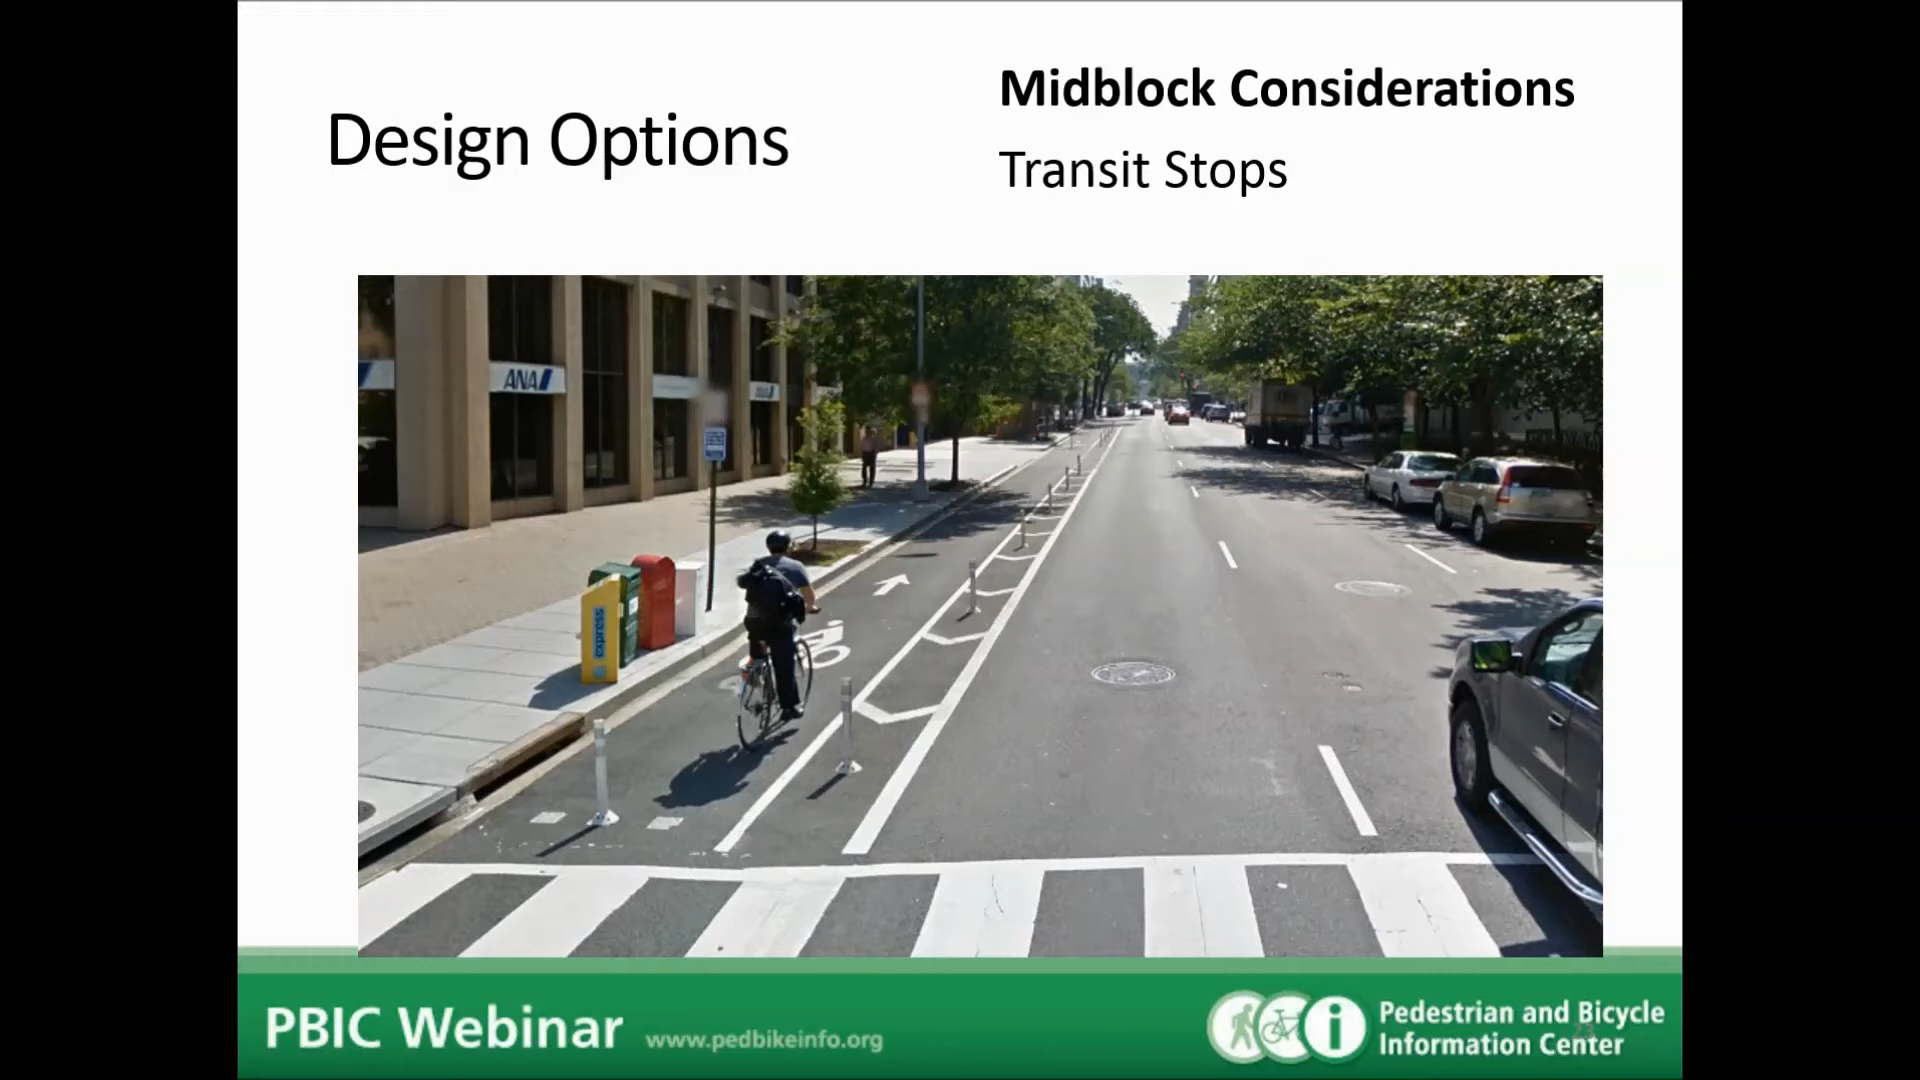 Design Options
Midblock Considerations
Transit Stops
ANA
express
PBIC Webinar
www.pedbikeinfo.org
i
Pedestrian and Bicycle
Information Center